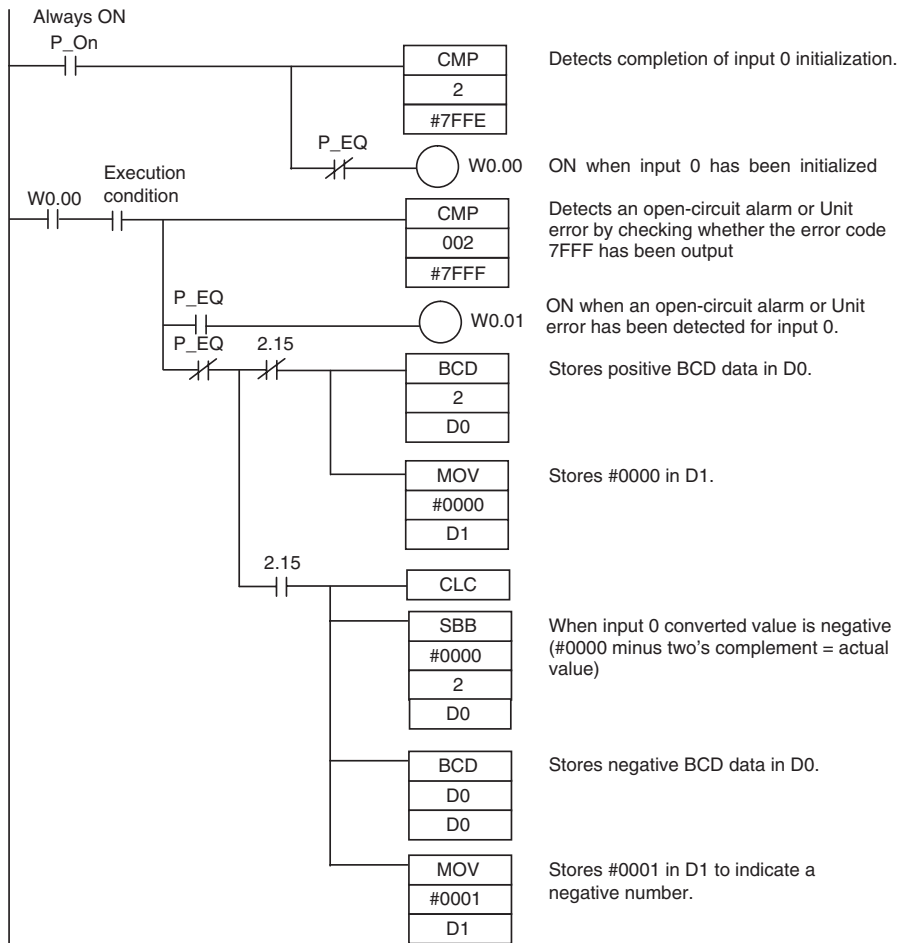 Always ON
P_On
CMP
2
#7FFE
Detects completion of input 0 initialization.
P_EQ
W0.00
ON when input 0 has been initialized
W0.00
Execution
condition
CMP
002
#7FFF
Detects an open-circuit alarm or Unit
error by checking whether the error code
7FFF has been output
P_EQ
W0.01
ON when an open-circuit alarm or Unit
error has been detected for input 0.
P_EQ
2.15
BCD
2
D0
Stores positive BCD data in D0.
MOV
#0000
D1
Stores #0000 in D1.
2.15
CLC
SBB
#0000
2
D0
When input 0 converted value is negative
(#0000 minus two's complement = actual
value)
BCD
D0
D0
Stores negative BCD data in D0.
MOV
#0001
D1
Stores #0001 in D1 to indicate a
negative number.